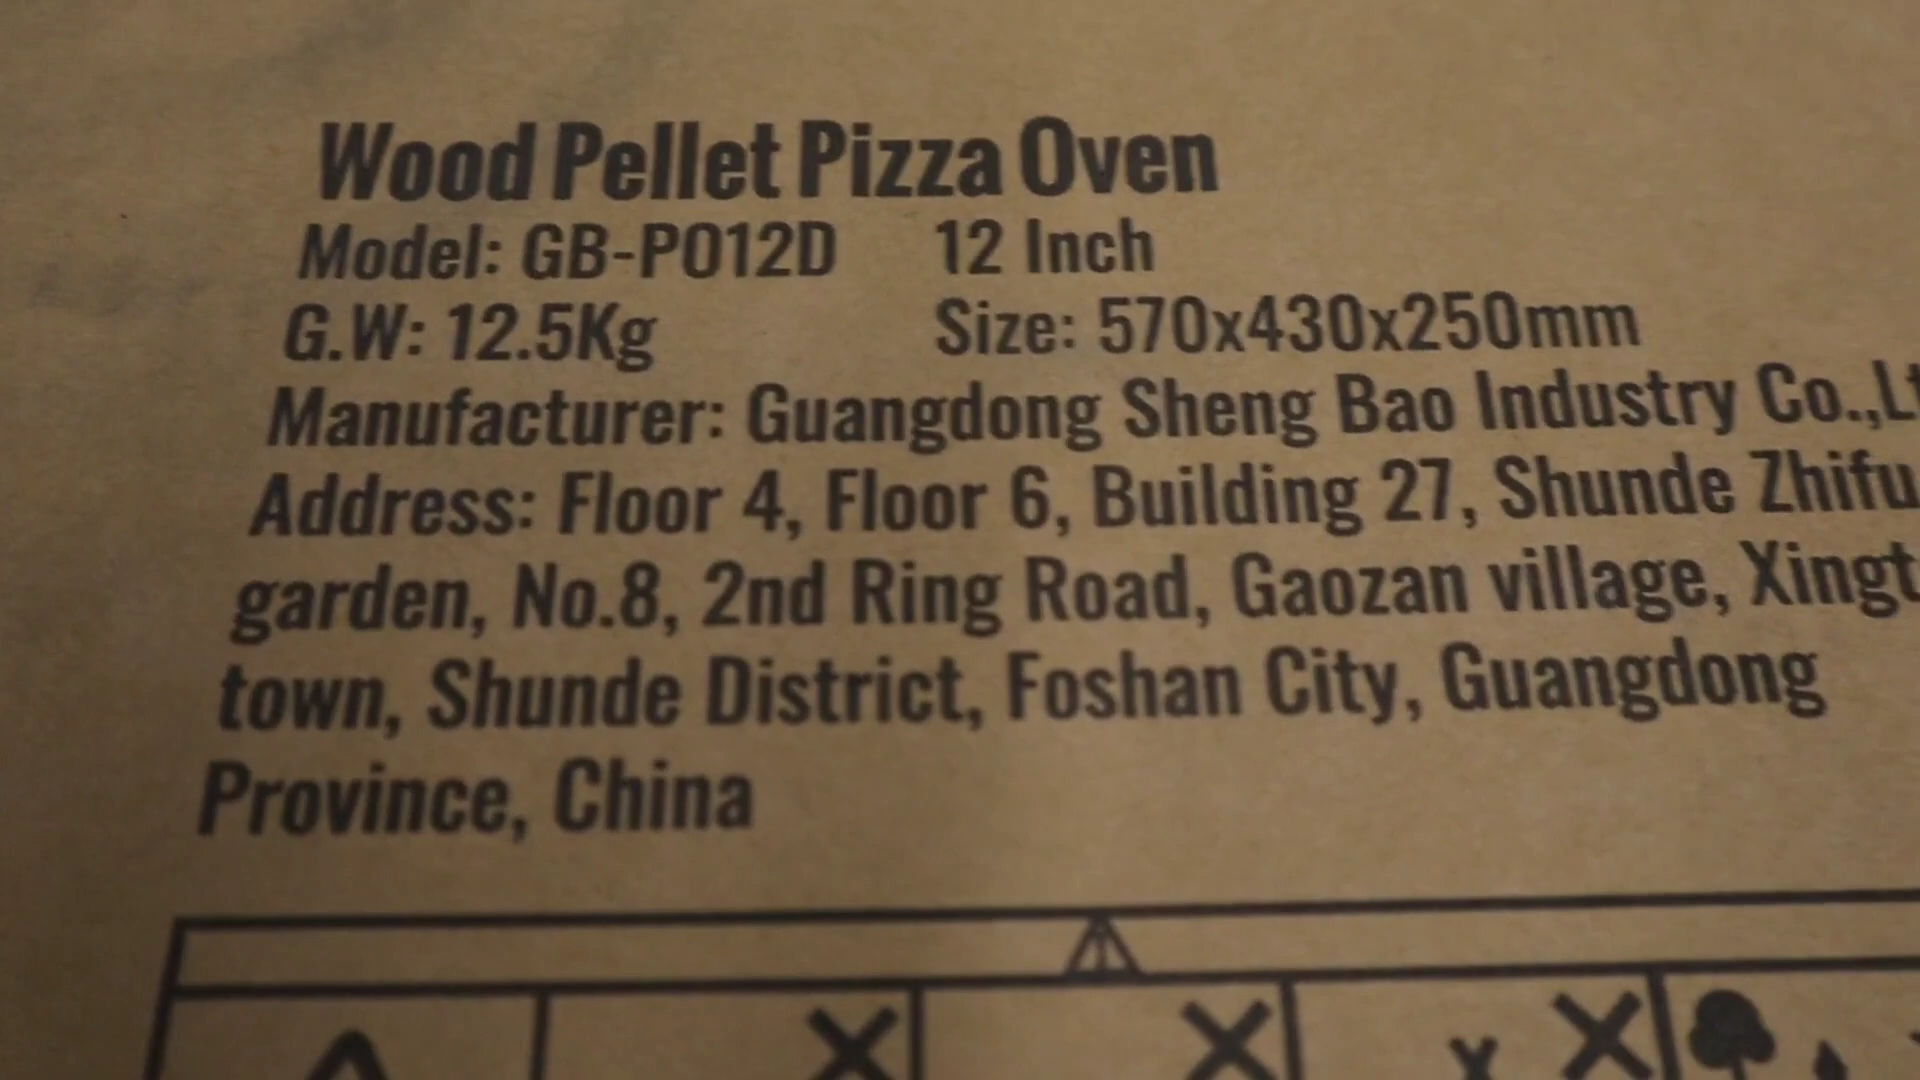 Wood Pellet Pizza Oven
Model: GB-PO12D 12 Inch
G.W: 12.5Kg Size: 570x430x250mm
Manufacturer: Guangdong Sheng Bao Industry Co.,Lt
Address: Floor 4, Floor 6, Building 27, Shunde Zhifu
garden, No.8, 2nd Ring Road, Gaozan village, Xingt
town, Shunde District, Foshan City, Guangdong
Province, China